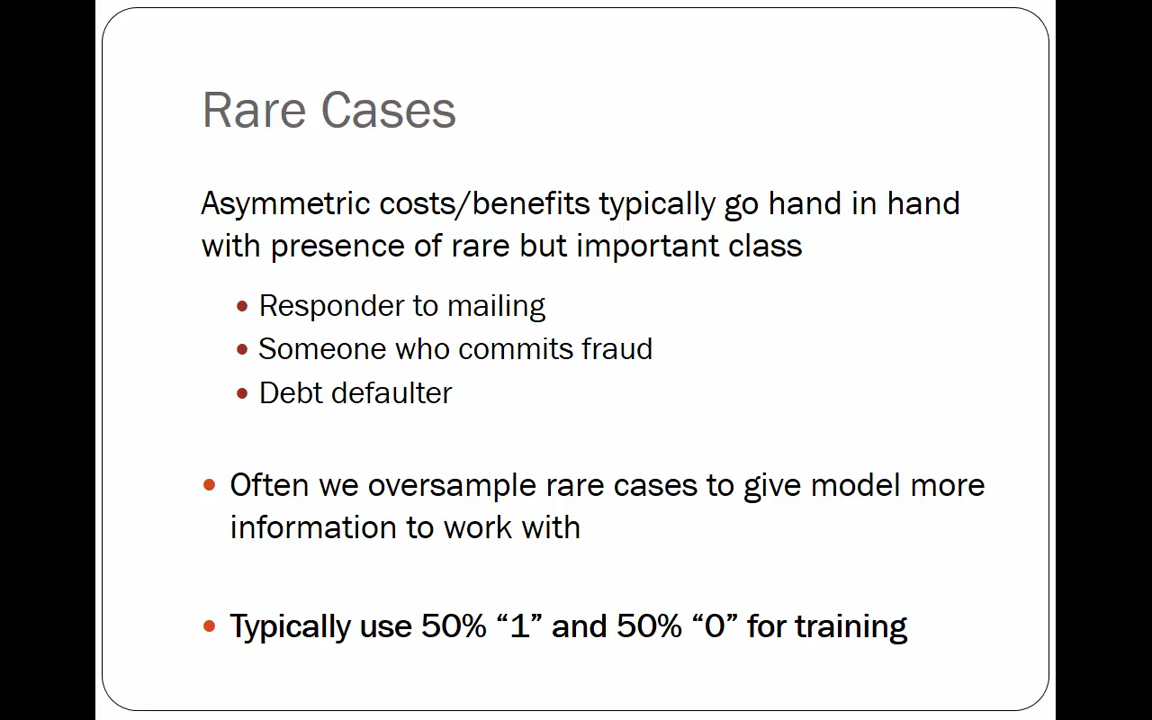 Rare Cases
Asymmetric costs/benefits typically go hand in hand
with presence of rare but important class
• Responder to mailing
• Someone who commits fraud
• Debt defaulter
• Often we oversample rare cases to give model more
information to work with
• Typically use 50% “1” and 50% “0” for training